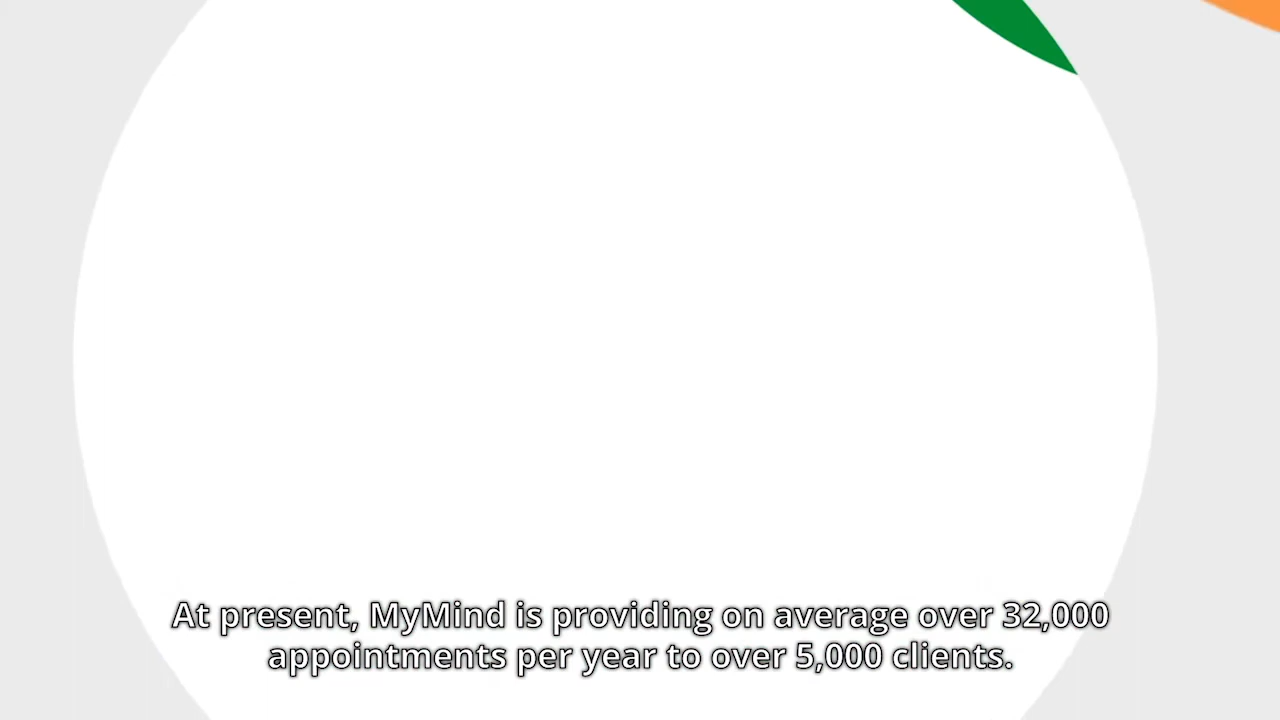 At present, MyMind is providing on average over 32,000
appointments per year to over 5,000 clients.